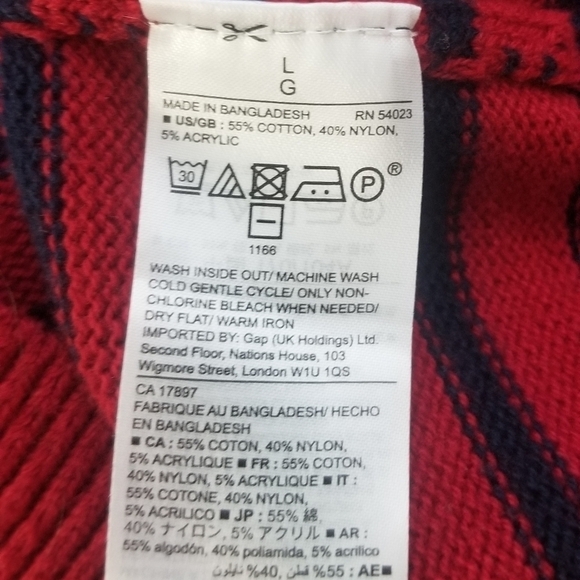 L
G
MADE IN BANGLADESH RN 54023
■ US/GB : 55% COTTON, 40% NYLON,
5% ACRYLIC
30 P ®
1166
WASH INSIDE OUT/ MACHINE WASH
COLD GENTLE CYCLE/ ONLY NON-
CHLORINE BLEACH WHEN NEEDED/
DRY FLAT/ WARM IRON
IMPORTED BY: Gap (UK Holdings) Ltd.
Second Floor, Nations House, 103
Wigmore Street, London W1U 1QS
CA 17897
FABRIQUE AU BANGLADESH/ HECHO
EN BANGLADESH
■ CA : 55% COTON, 40% NYLON,
5% ACRYLIQUE ■ FR : 55% COTON,
40% NYLON, 5% ACRYLIQUE ■ IT :
55% COTONE, 40% NYLON,
5% ACRILICO ■ JP : 55% 綿,
40% ナイロン, 5% アクリル ■ AR :
55% algodón, 40% poliamida, 5% acrílico
■ AE : 55% قطن, 40% نايلون